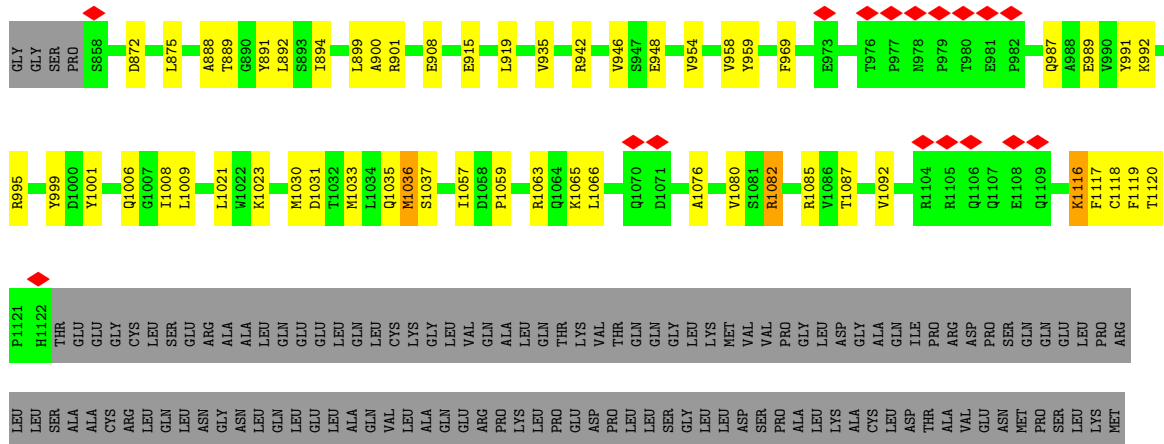 GLY GLY SER PRO S858 D872 L875 A888 T889 G890 Y891 L892 S893 I894 L899 A900 R901 E908 E915 L919 V935 R942 V946 S947 E948 V954 V958 Y959 F969 E973 T976 P977 N978 P979 T980 E981 P982 Q987 A988 E989 V990 Y991 K992
R995 Y999 D1000 Y1001 Q1006 G1007 I1008 L1009 L1021 W1022 K1023 M1030 D1031 T1032 M1033 L1034 Q1035 M1036 S1037 I1057 D1058 P1059 R1063 Q1064 K1065 L1066 Q1070 D1071 A1076 V1080 S1081 R1082 R1085 V1086 T1087 V1092 R1104 R1105 Q1106 Q1107 E1108 Q1109 K1116 F1117 C1118 F1119 T1120
P1121 H1122 THR GLU GLU GLY CYS LEU SER GLU ARG ALA ALA LEU GLN GLU GLU LEU GLN LEU CYS LYS GLY LEU VAL GLN ALA LEU GLN THR LYS VAL THR GLN GLN GLY LEU LYS MET VAL VAL PRO GLY LEU ASP GLY ALA GLN ILE PRO ARG ASP PRO SER GLN GLN GLU LEU PRO ARG
LEU LEU SER ALA ALA CYS ARG LEU GLN LEU ASN GLY ASN LEU GLN LEU GLU LEU ALA GLN VAL LEU ALA GLN GLU ARG PRO LYS LEU PRO GLU ASP PRO LEU LEU SER GLY LEU LEU ASP SER PRO ALA LEU LYS ALA CYS LEU ASP THR ALA VAL GLU ASN MET PRO SER LEU LYS MET